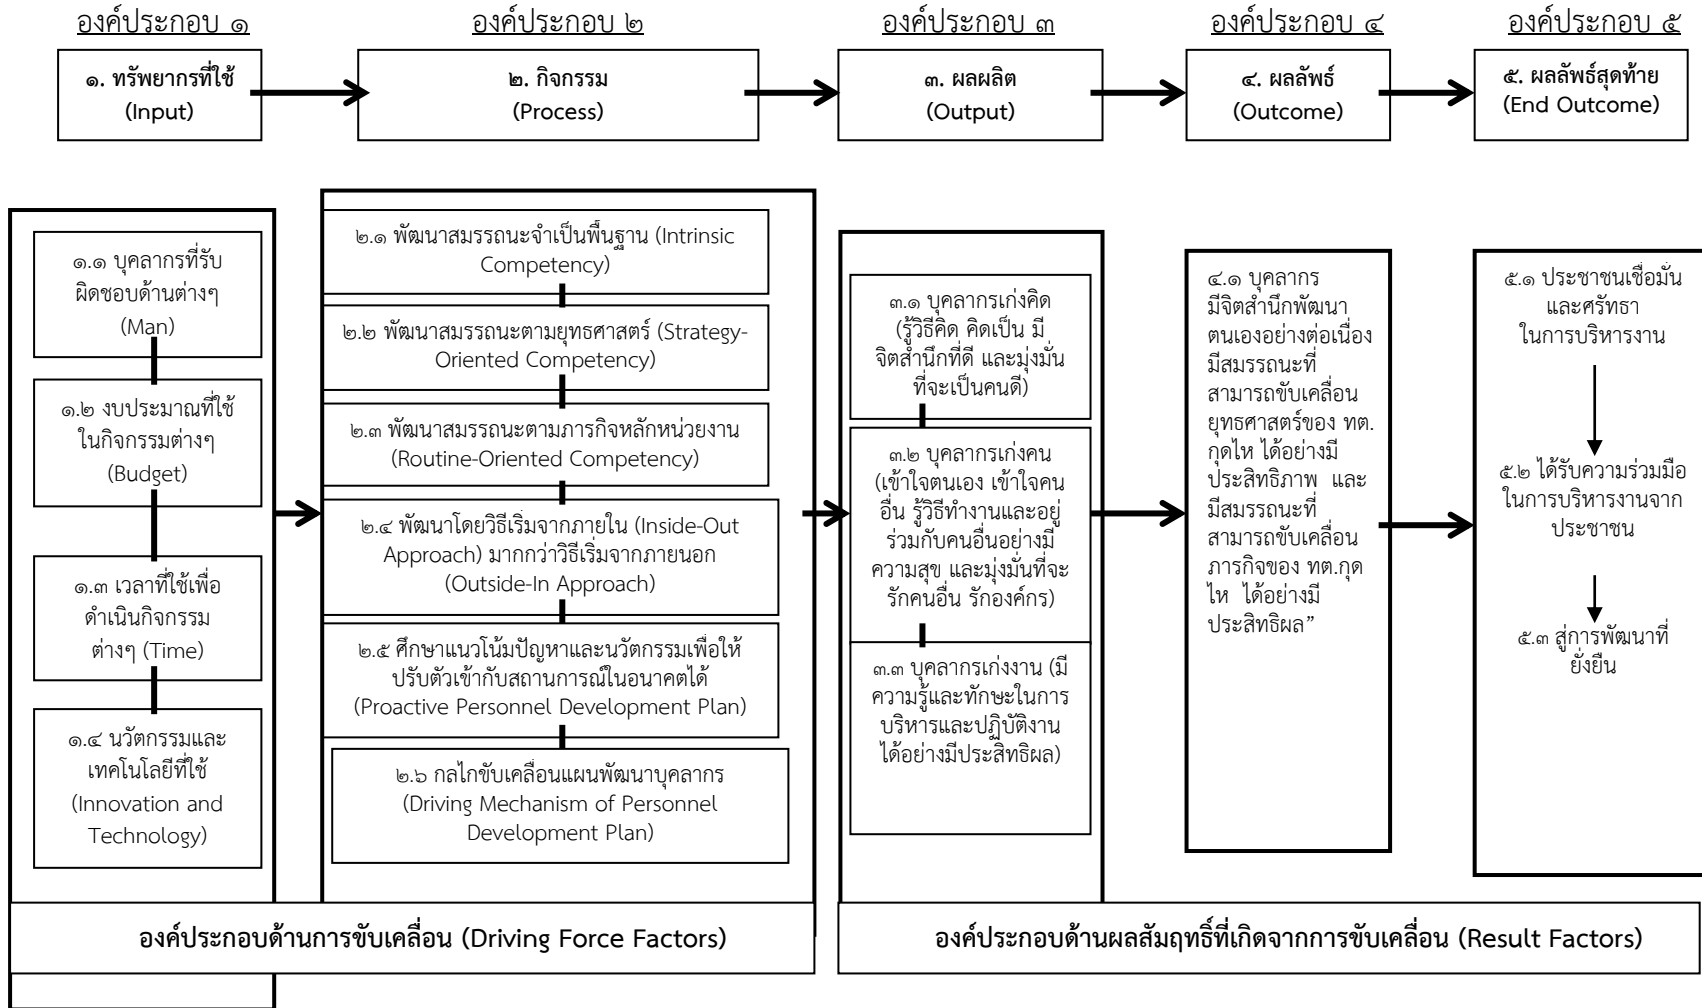 องค์ประกอบ ๑
องค์ประกอบ ๒
องค์ประกอบ ๓
องค์ประกอบ ๔
องค์ประกอบ ๕
๑. ทรัพยากรที่ใช้
(Input)
๒. กิจกรรม
(Process)
๓. ผลผลิต
(Output)
๔. ผลลัพธ์
(Outcome)
๕. ผลลัพธ์สุดท้าย
(End Outcome)
๑.๑ บุคลากรที่รับ
ผิดชอบด้านต่างๆ
(Man)
๑.๒ งบประมาณที่ใช้
ในกิจกรรมต่างๆ
(Budget)
๑.๓ เวลาที่ใช้เพื่อ
ดำเนินกิจกรรม
ต่างๆ (Time)
๑.๔ นวัตกรรมและ
เทคโนโลยีที่ใช้
(Innovation and
Technology)
๒.๑ พัฒนาสมรรถนะจำเป็นพื้นฐาน (Intrinsic
Competency)
๒.๒ พัฒนาสมรรถนะตามยุทธศาสตร์ (Strategy-
Oriented Competency)
๒.๓ พัฒนาสมรรถนะตามภารกิจหลักหน่วยงาน
(Routine-Oriented Competency)
๒.๔ พัฒนาโดยวิธีเริ่มจากภายใน (Inside-Out
Approach) มากกว่าวิธีเริ่มจากภายนอก
(Outside-In Approach)
๒.๕ ศึกษาแนวโน้มปัญหาและนวัตกรรมเพื่อให้
ปรับตัวเข้ากับสถานการณ์ในอนาคตได้
(Proactive Personnel Development Plan)
๒.๖ กลไกขับเคลื่อนแผนพัฒนาบุคลากร
(Driving Mechanism of Personnel
Development Plan)
๓.๑ บุคลากรเก่งคิด
(รู้วิธีคิด คิดเป็น มี
จิตสำนึกที่ดี และมุ่งมั่น
ที่จะเป็นคนดี)
๓.๒ บุคลากรเก่งคน
(เข้าใจตนเอง เข้าใจคน
อื่น รู้วิธีทำงานและอยู่
ร่วมกับคนอื่นอย่างมี
ความสุข และมุ่งมั่นที่จะ
รักคนอื่น รักองค์กร)
๓.๓ บุคลากรเก่งงาน (มี
ความรู้และทักษะในการ
บริหารและปฏิบัติงาน
ได้อย่างมีประสิทธิผล)
๔.๑ บุคลากร
มีจิตสำนึกพัฒนา
ตนเองอย่างต่อเนื่อง
มีสมรรถนะที่
สามารถขับเคลื่อน
ยุทธศาสตร์ของ ทต.
กุดไห ได้อย่างมี
ประสิทธิภาพ และ
มีสมรรถนะที่
สามารถขับเคลื่อน
ภารกิจของ ทต.กุด
ไห ได้อย่างมี
ประสิทธิผล”
๕.๑ ประชาชนเชื่อมั่น
และศรัทธา
ในการบริหารงาน
๕.๒ ได้รับความร่วมมือ
ในการบริหารงานจาก
ประชาชน
๕.๓ สู่การพัฒนาที่
ยั่งยืน
องค์ประกอบด้านการขับเคลื่อน (Driving Force Factors)
องค์ประกอบด้านผลสัมฤทธิ์ที่เกิดจากการขับเคลื่อน (Result Factors)